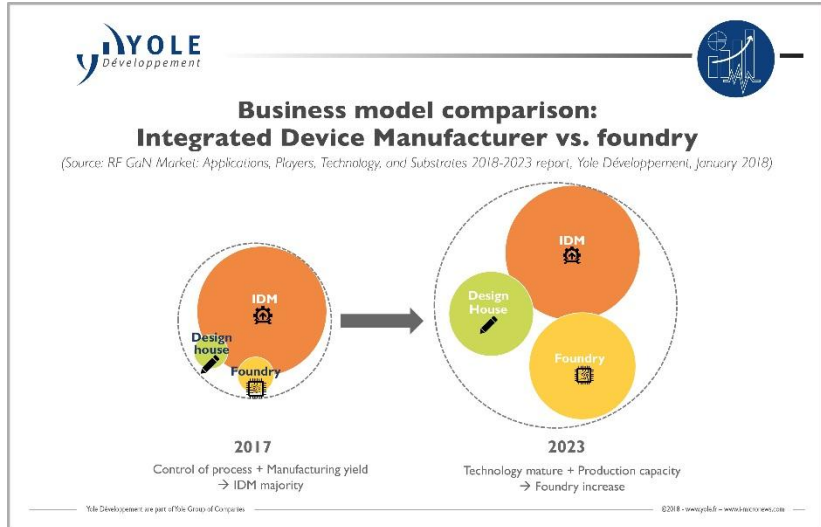 YOLE
Développement
Business model comparison:
Integrated Device Manufacturer vs. foundry
(Source: RF GaN Market: Applications, Players, Technology, and Substrates 2018-2023 report, Yole Développement, January 2018)
IDM
Design
house
Foundry
IDM
Design
House
Foundry
2017
Control of process + Manufacturing yield
→ IDM majority
2023
Technology mature + Production capacity
→ Foundry increase
Yole Développement are part of Yole Group of Companies
©2018 - www.yole.fr – www.i-micronews.com